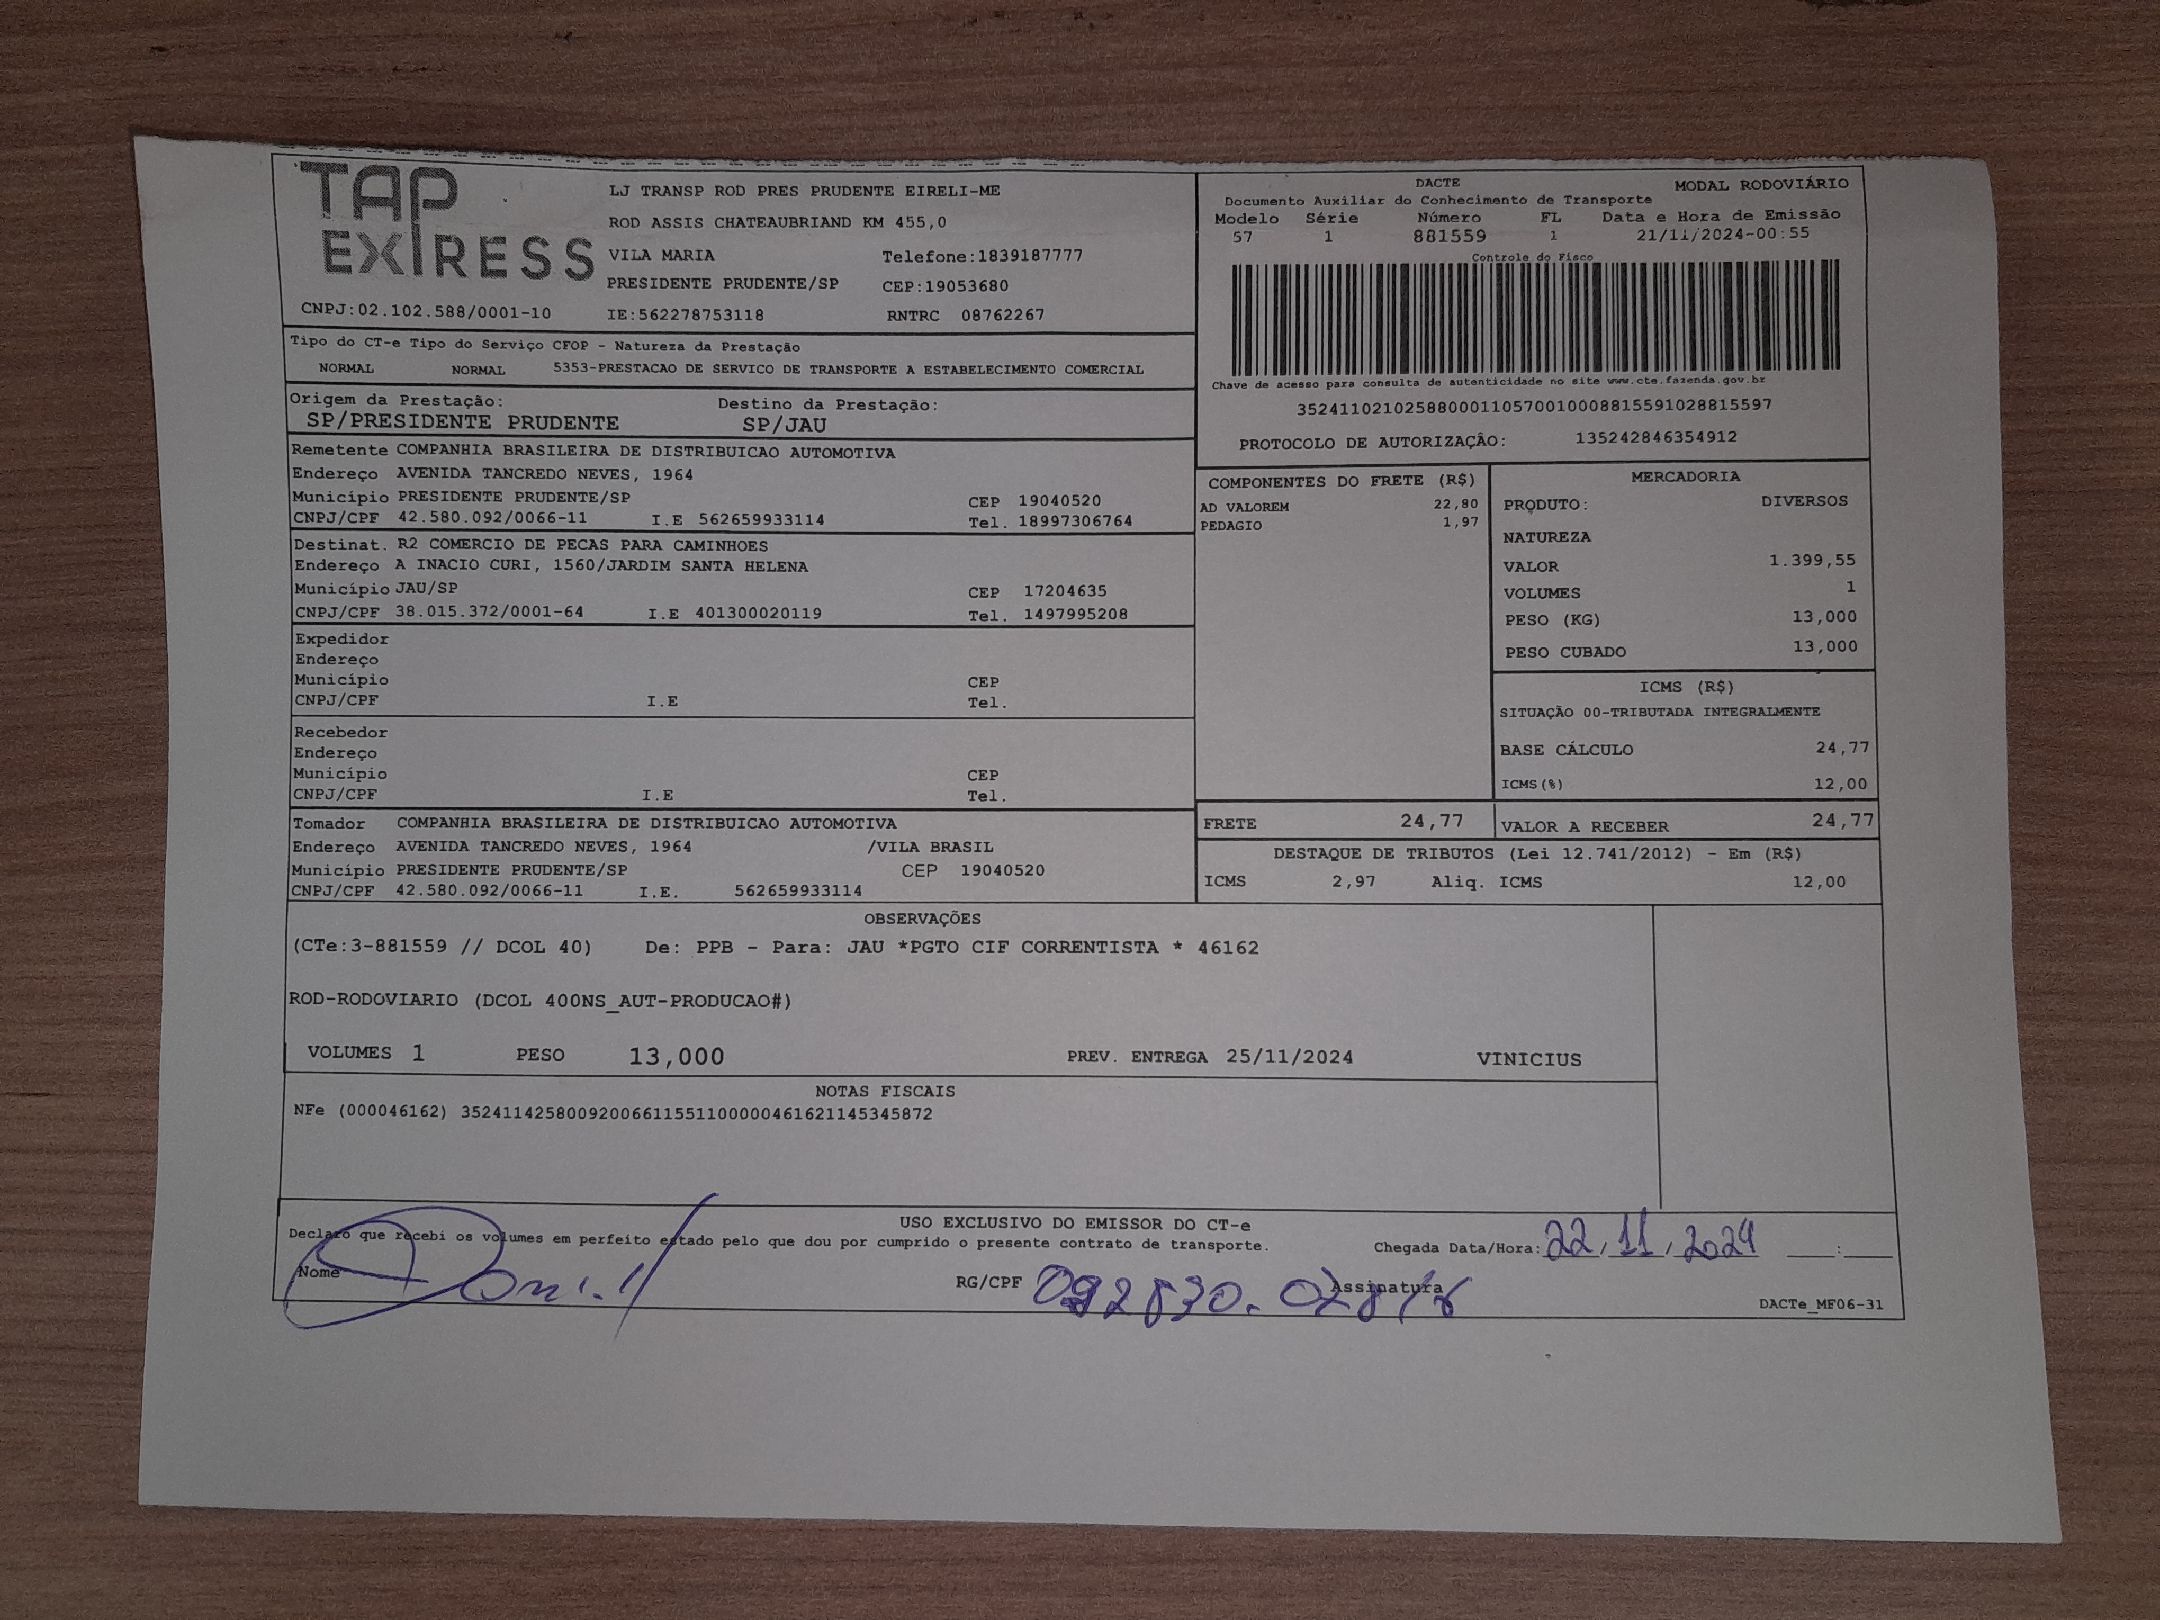 TAP
EXPRESS
LJ TRANSP ROD PRES PRUDENTE EIRELI-ME
ROD ASSIS CHATEAUBRIAND KM 455,0
VILA MARIA Telefone:1839187777
PRESIDENTE PRUDENTE/SP CEP:19053680
CNPJ:02.102.588/0001-10 IE:562278753118 RNTRC 08762267
DACTE MODAL RODOVIÁRIO
Documento Auxiliar do Conhecimento de Transporte
Modelo Série Número FL Data e Hora de Emissão
57 1 881559 1 21/11/2024-00:55
Controle do Fisco
Chave de acesso para consulta de autenticidade no site www.cte.fazenda.gov.br
35241102102588000110570010008815591028815597
PROTOCOLO DE AUTORIZAÇÃO: 135242846354912
Tipo do CT-e Tipo do Serviço CFOP - Natureza da Prestação
NORMAL NORMAL 5353-PRESTACAO DE SERVICO DE TRANSPORTE A ESTABELECIMENTO COMERCIAL
Origem da Prestação: Destino da Prestação:
SP/PRESIDENTE PRUDENTE SP/JAU
Remetente COMPANHIA BRASILEIRA DE DISTRIBUICAO AUTOMOTIVA
Endereço AVENIDA TANCREDO NEVES, 1964
Município PRESIDENTE PRUDENTE/SP CEP 19040520
CNPJ/CPF 42.580.092/0066-11 I.E 562659933114 Tel. 18997306764
Destinat. R2 COMERCIO DE PECAS PARA CAMINHOES
Endereço A INACIO CURI, 1560/JARDIM SANTA HELENA
Município JAU/SP CEP 17204635
CNPJ/CPF 38.015.372/0001-64 I.E 401300020119 Tel. 1497995208
Expedidor
Endereço
Município CEP
CNPJ/CPF I.E Tel.
Recebedor
Endereço
Município CEP
CNPJ/CPF I.E Tel.
Tomador COMPANHIA BRASILEIRA DE DISTRIBUICAO AUTOMOTIVA
Endereço AVENIDA TANCREDO NEVES, 1964 /VILA BRASIL
Município PRESIDENTE PRUDENTE/SP CEP 19040520
CNPJ/CPF 42.580.092/0066-11 I.E. 562659933114
COMPONENTES DO FRETE (R$)
AD VALOREM 22,80
PEDAGIO 1,97
MERCADORIA
PRODUTO: DIVERSOS
NATUREZA
VALOR 1.399,55
VOLUMES 1
PESO (KG) 13,000
PESO CUBADO 13,000
ICMS (R$)
SITUAÇÃO 00-TRIBUTADA INTEGRALMENTE
BASE CÁLCULO 24,77
ICMS(%) 12,00
FRETE 24,77 VALOR A RECEBER 24,77
DESTAQUE DE TRIBUTOS (Lei 12.741/2012) - Em (R$)
ICMS 2,97 Aliq. ICMS 12,00
OBSERVAÇÕES
(CTe:3-881559 // DCOL 40) De: PPB - Para: JAU *PGTO CIF CORRENTISTA * 46162
ROD-RODOVIARIO (DCOL 400NS_AUT-PRODUCAO#)
VOLUMES 1 PESO 13,000 PREV. ENTREGA 25/11/2024 VINICIUS
NOTAS FISCAIS
NFe (000046162) 35241142580092006611551100000461621145345872
USO EXCLUSIVO DO EMISSOR DO CT-e
Declaro que recebi os volumes em perfeito estado pelo que dou por cumprido o presente contrato de transporte.
Chegada Data/Hora: 22/11/2024 ____:____
Nome RG/CPF Assinatura
DACTe_MF06-31